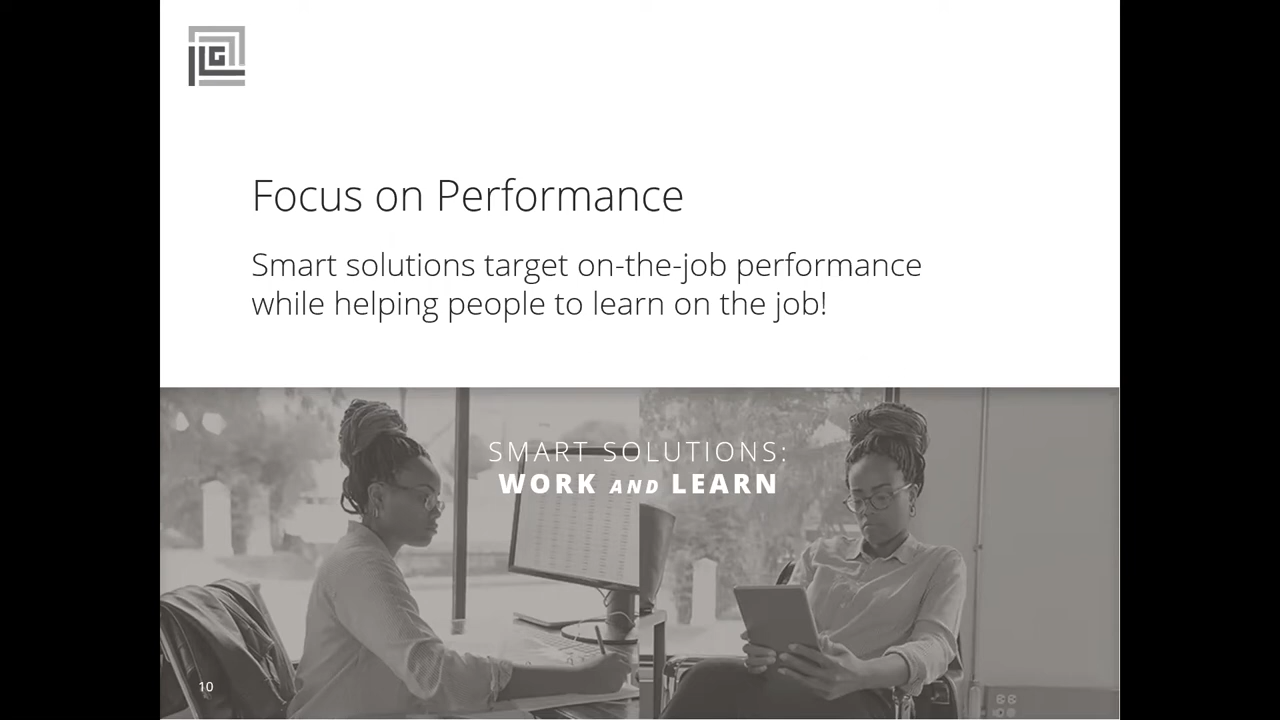 Focus on Performance
Smart solutions target on-the-job performance
while helping people to learn on the job!
SMART SOLUTIONS:
WORK AND LEARN
10